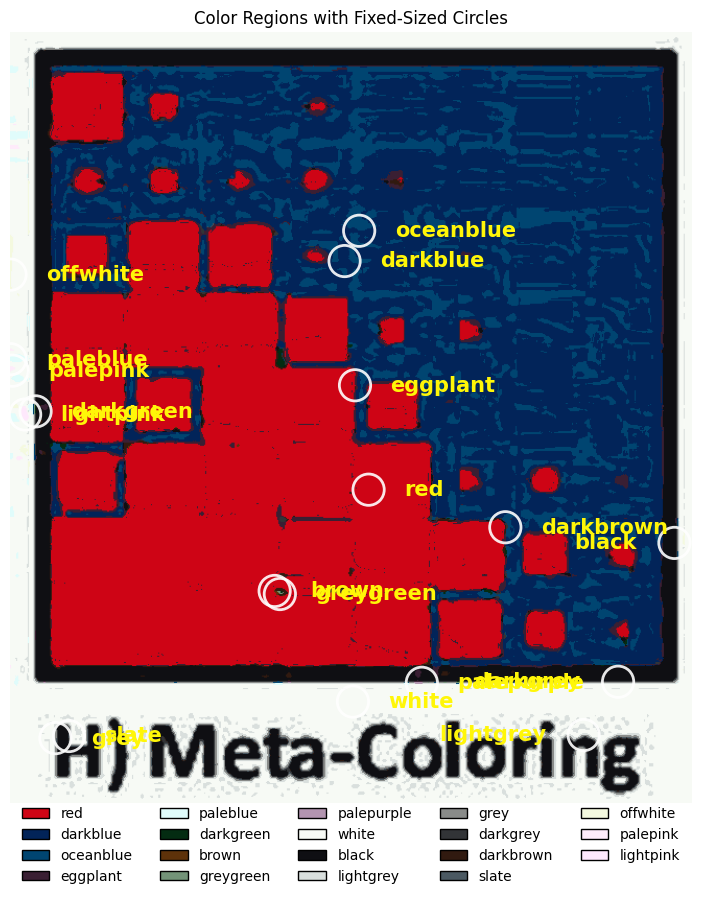 Color Regions with Fixed-Sized Circles
oceanblue
darkblue
offwhite
paleblue
palepink
eggplant
darkgreen
lightpink
red
darkbrown
black
brown
greygreen
darkgrey
palepurple
white
lightgrey
slate
grey
H) Meta-Coloring
red paleblue palepurple grey offwhite
darkblue darkgreen white darkgrey palepink
oceanblue brown black darkbrown lightpink
eggplant greygreen lightgrey slate